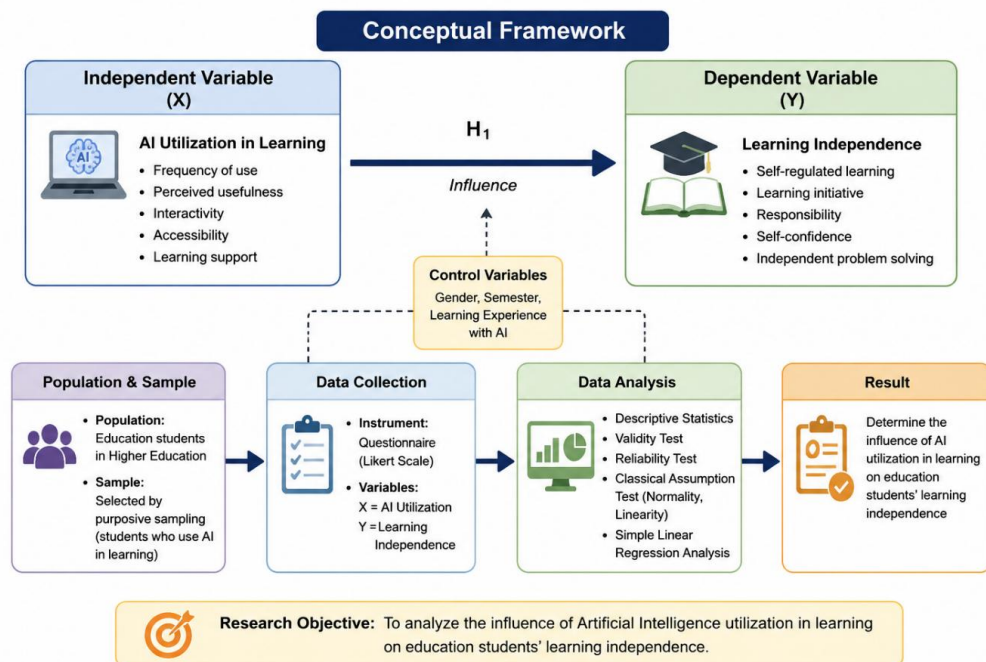 Conceptual Framework
Independent Variable
(X)
AI
AI Utilization in Learning
• Frequency of use
• Perceived usefulness
• Interactivity
• Accessibility
• Learning support
H₁
Influence
Dependent Variable
(Y)
Learning Independence
• Self-regulated learning
• Learning initiative
• Responsibility
• Self-confidence
• Independent problem solving
Control Variables
Gender, Semester,
Learning Experience
with AI
Population & Sample
• Population:
Education students
in Higher Education
• Sample:
Selected by
purposive sampling
(students who use AI
in learning)
Data Collection
• Instrument:
Questionnaire
(Likert Scale)
• Variables:
X = AI Utilization
Y = Learning
Independence
Data Analysis
• Descriptive Statistics
• Validity Test
• Reliability Test
• Classical Assumption
Test (Normality,
Linearity)
• Simple Linear
Regression Analysis
Result
Determine the
influence of AI
utilization in learning
on education
students' learning
independence
Research Objective: To analyze the influence of Artificial Intelligence utilization in learning
on education students' learning independence.